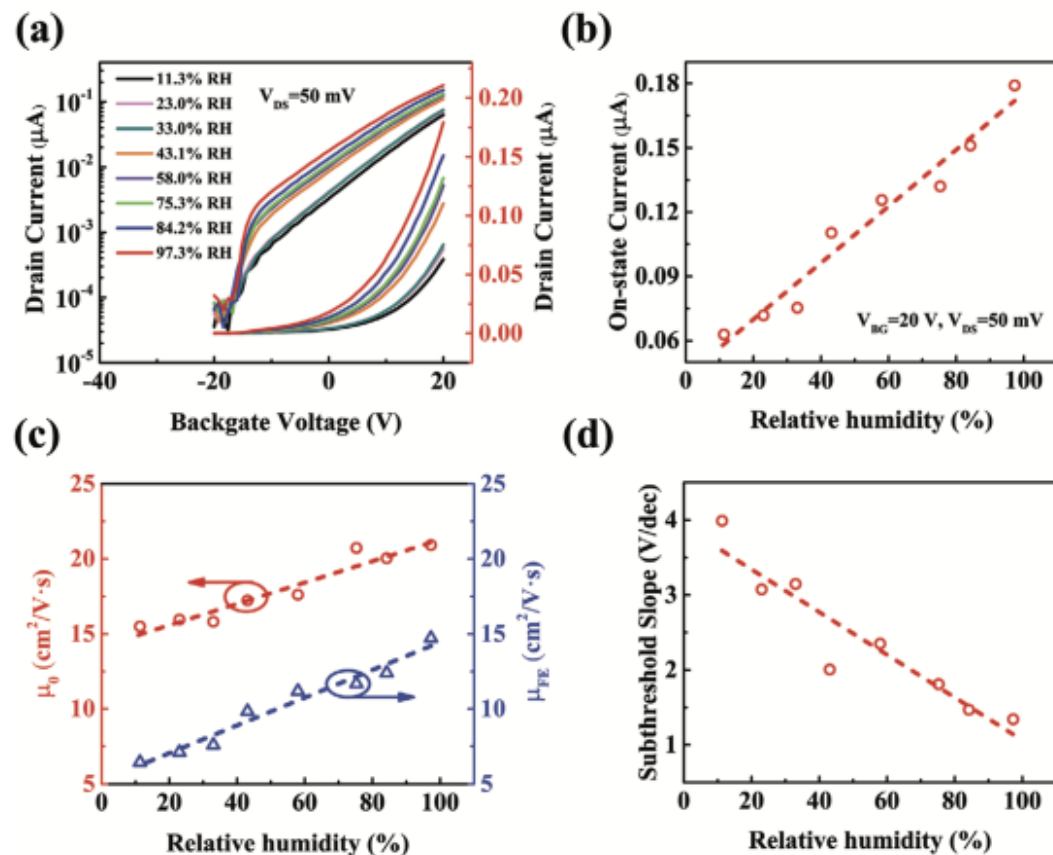 (a)
11.3% RH
23.0% RH
33.0% RH
43.1% RH
58.0% RH
75.3% RH
84.2% RH
97.3% RH
V_DS=50 mV
Drain Current (μA)
10⁻¹
10⁻²
10⁻³
10⁻⁴
10⁻⁵
0.20
0.15
0.10
0.05
0.00
Drain Current (μA)
-40 -20 0 20
Backgate Voltage (V)
(b)
On-state Current (μA)
0.18
0.15
0.12
0.09
0.06
V_BG=20 V, V_DS=50 mV
0 20 40 60 80 100
Relative humidity (%)
(c)
μ₀ (cm²/V·s)
25
20
15
10
5
25
20
15
10
5
μ_FE (cm²/V·s)
0 20 40 60 80 100
Relative humidity (%)
(d)
Subthreshold Slope (V/dec)
4
3
2
1
0 20 40 60 80 100
Relative humidity (%)